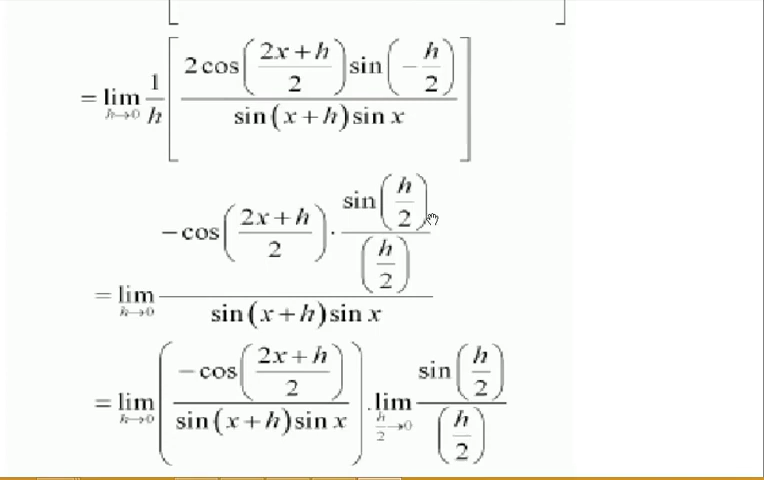 = lim_{h→0} 1/h [ 2cos((2x+h)/2) sin(-h/2) / sin(x+h) sin x ]
= lim_{h→0} -cos((2x+h)/2) · sin(h/2)/(h/2) / sin(x+h) sin x
= lim_{h→0} ( -cos((2x+h)/2) / sin(x+h) sin x ) . lim_{h/2→0} sin(h/2)/(h/2)